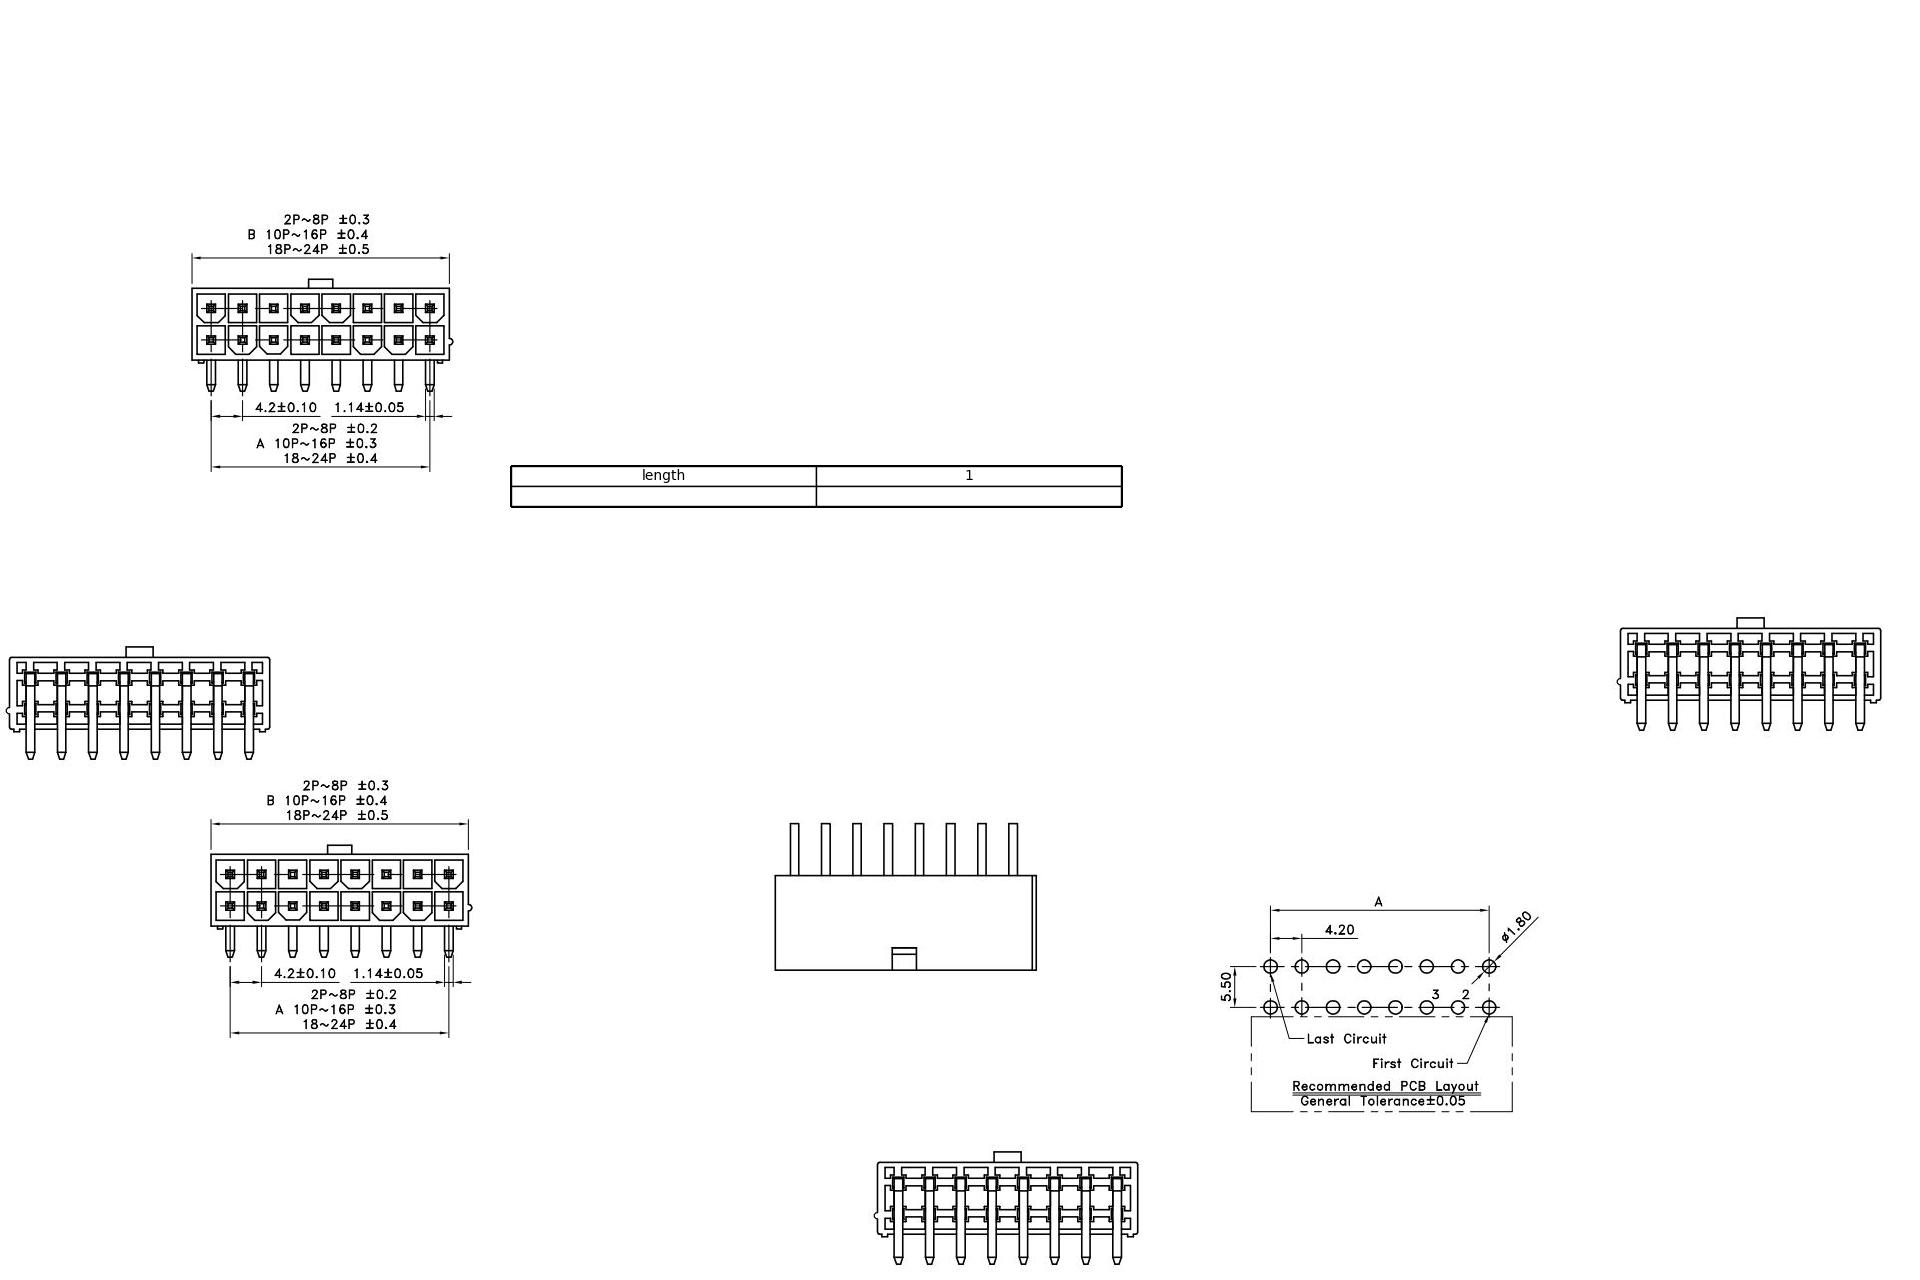 2P~8P ±0.3
B 10P~16P ±0.4
18P~24P ±0.5
4.2±0.10 1.14±0.05
2P~8P ±0.2
A 10P~16P ±0.3
18~24P ±0.4
length 1
2P~8P ±0.3
B 10P~16P ±0.4
18P~24P ±0.5
4.2±0.10 1.14±0.05
2P~8P ±0.2
A 10P~16P ±0.3
18~24P ±0.4
A
4.20
ø1.80
5.50
3 2
Last Circuit
First Circuit
Recommended PCB Layout
General Tolerance±0.05